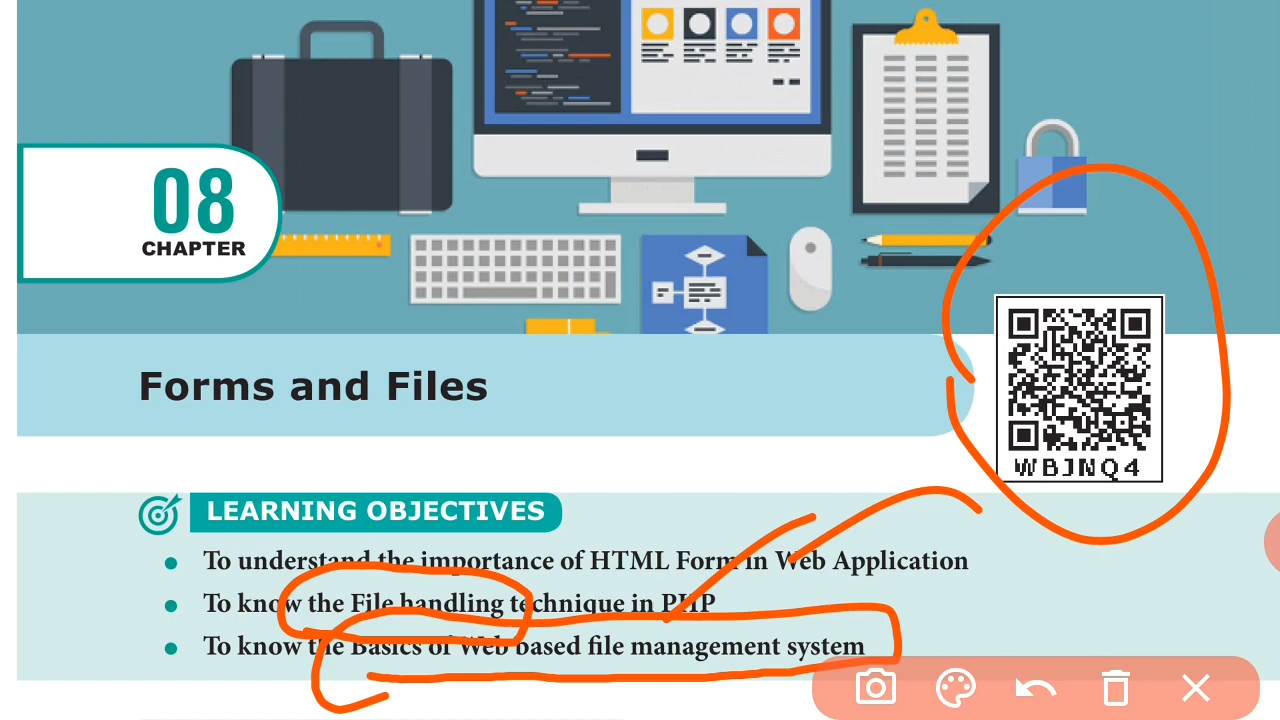 08
CHAPTER
Forms and Files
WBJNQ4
LEARNING OBJECTIVES
To understand the importance of HTML Form in Web Application
To know the File handling technique in PHP
To know the Basics of Web based file management system